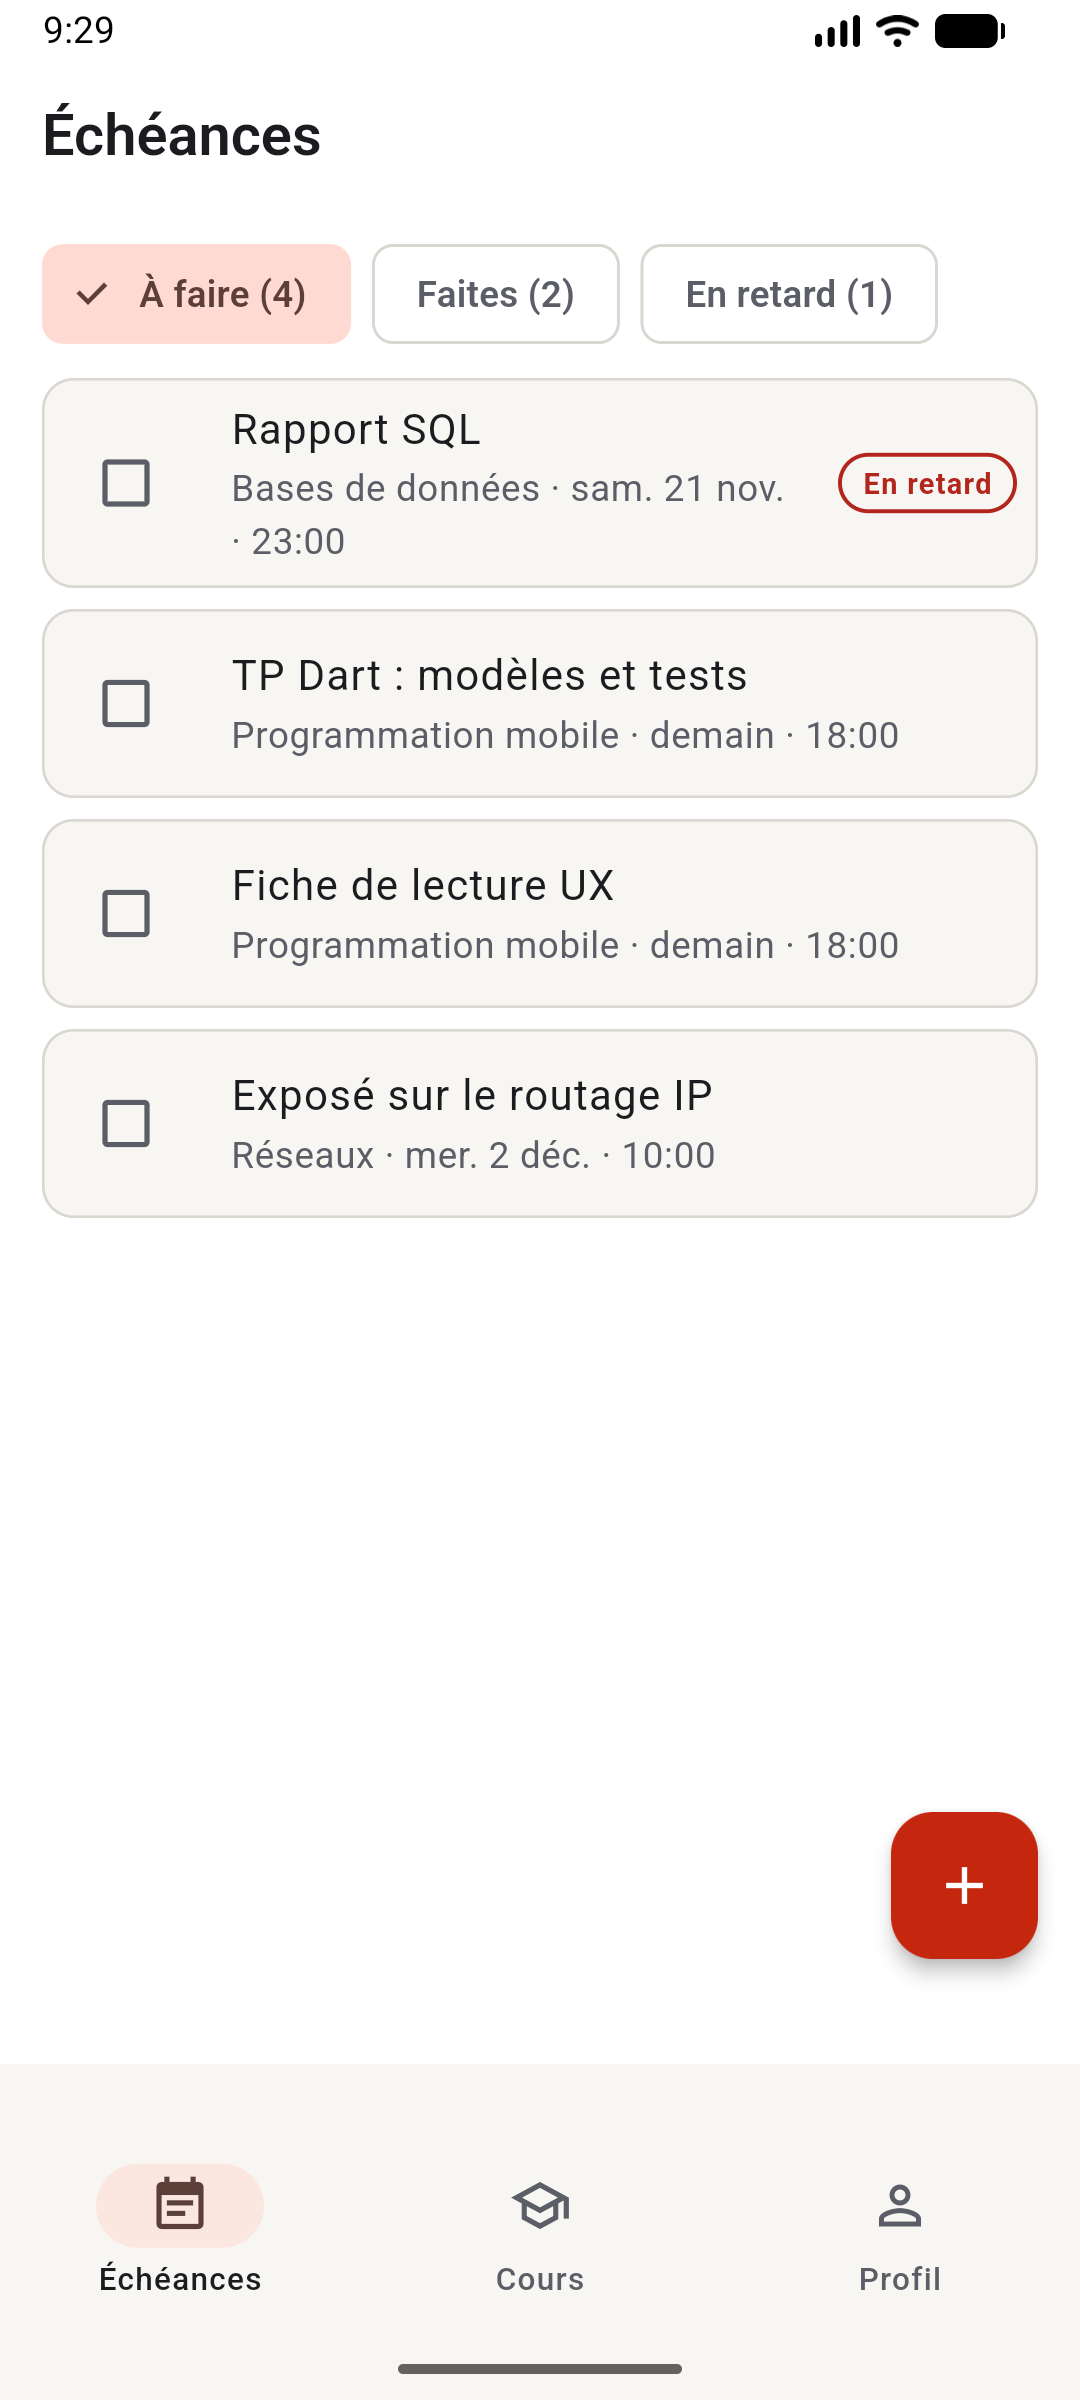 9:29
Échéances
À faire (4)
Faites (2)
En retard (1)
Rapport SQL
Bases de données · sam. 21 nov.
· 23:00
En retard
TP Dart : modèles et tests
Programmation mobile · demain · 18:00
Fiche de lecture UX
Programmation mobile · demain · 18:00
Exposé sur le routage IP
Réseaux · mer. 2 déc. · 10:00
Échéances
Cours
Profil